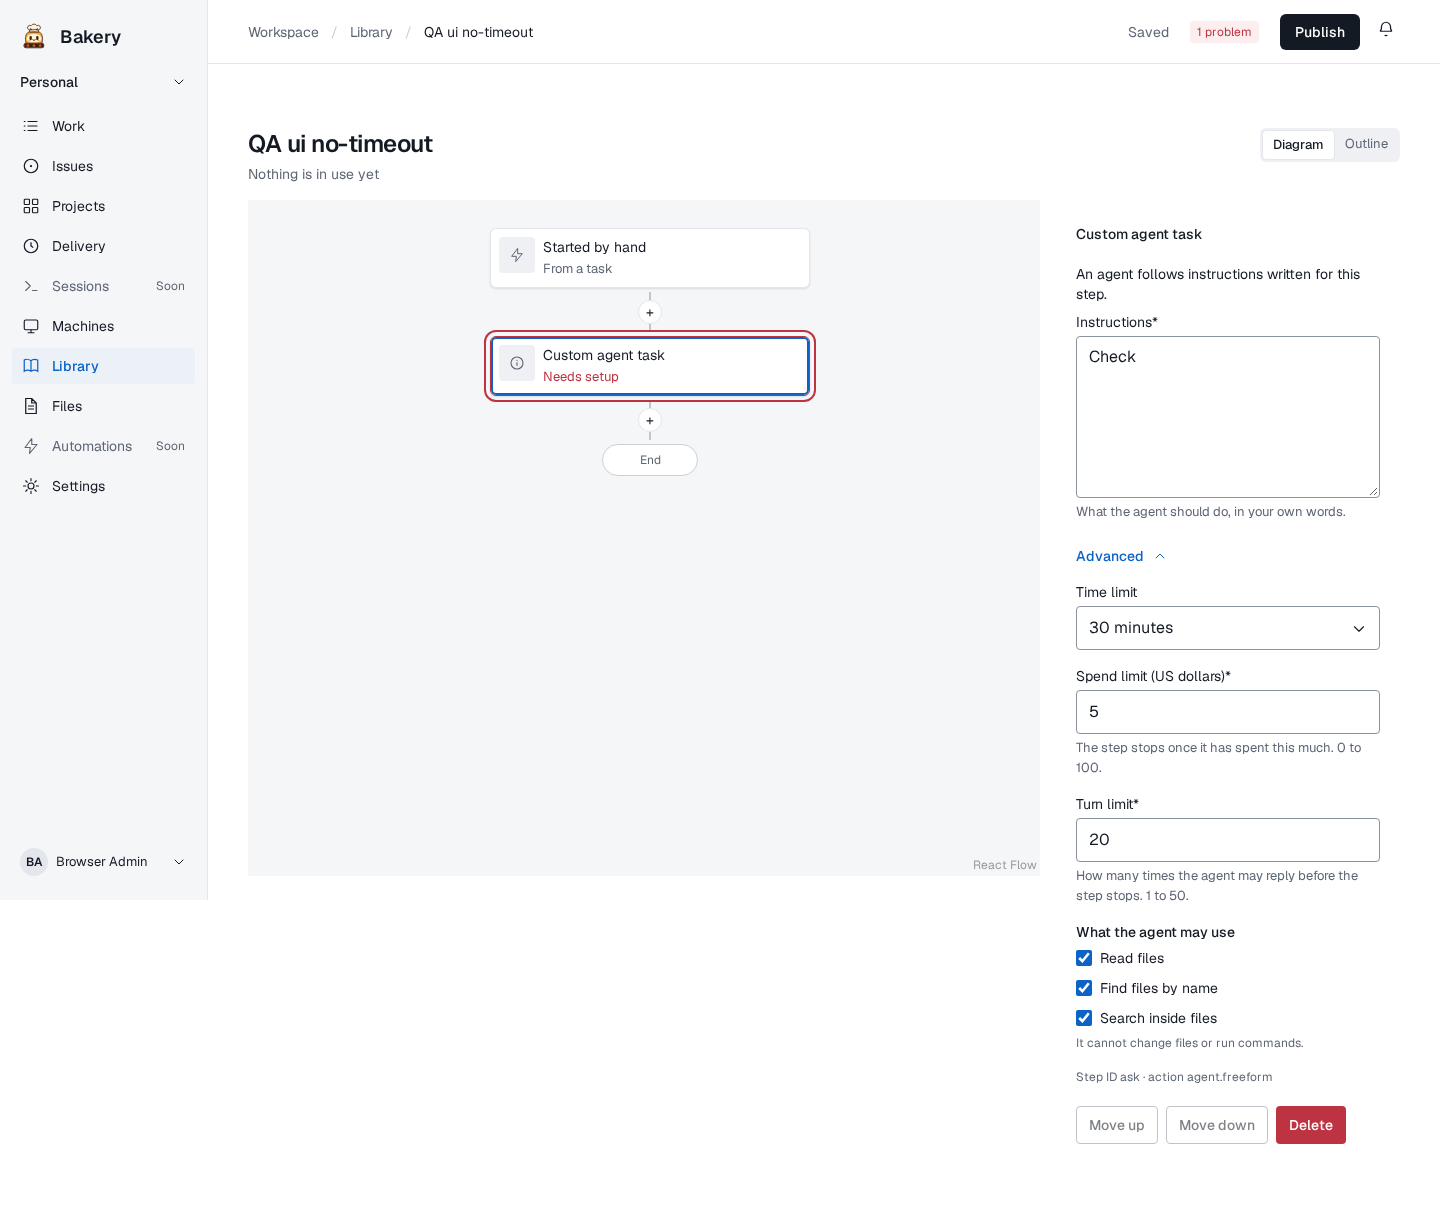 Bakery
Personal
Work
Issues
Projects
Delivery
Sessions Soon
Machines
Library
Files
Automations Soon
Settings
BA Browser Admin
Workspace / Library / QA ui no-timeout
Saved 1 problem Publish
QA ui no-timeout
Nothing is in use yet
Diagram Outline
Started by hand
From a task
+
Custom agent task
Needs setup
+
End
React Flow
Custom agent task
An agent follows instructions written for this
step.
Instructions*
Check
What the agent should do, in your own words.
Advanced
Time limit
30 minutes
Spend limit (US dollars)*
5
The step stops once it has spent this much. 0 to
100.
Turn limit*
20
How many times the agent may reply before the
step stops. 1 to 50.
What the agent may use
Read files
Find files by name
Search inside files
It cannot change files or run commands.
Step ID ask · action agent.freeform
Move up Move down Delete